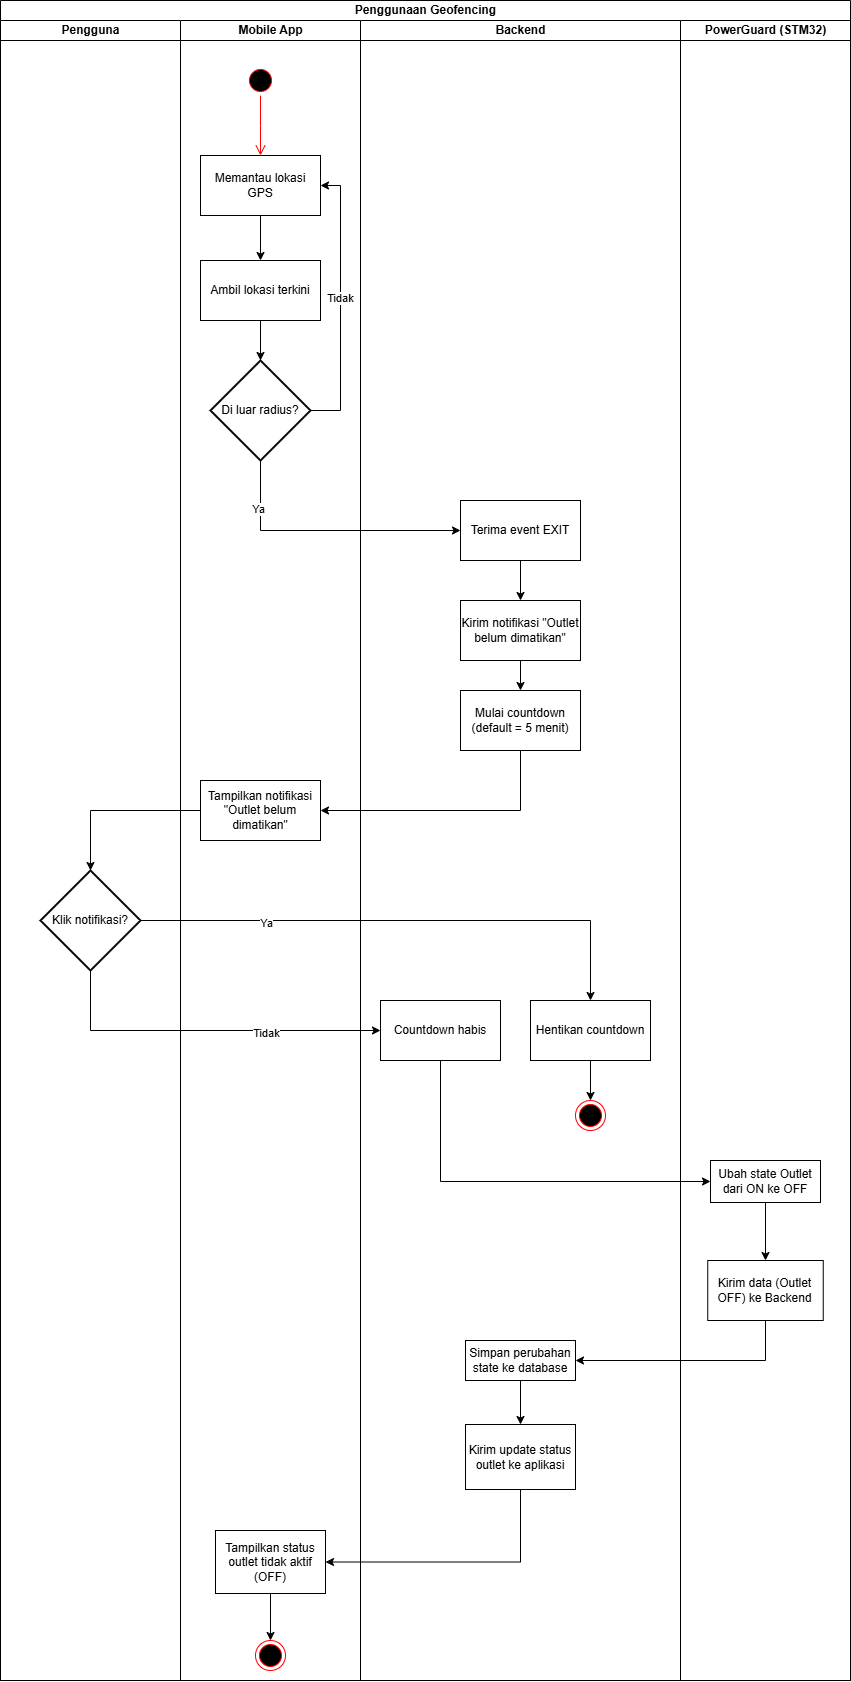 Penggunaan Geofencing
Pengguna
Mobile App
Backend
PowerGuard (STM32)
Memantau lokasi
GPS
Ambil lokasi terkini
Tidak
Di luar radius?
Ya
Terima event EXIT
Kirim notifikasi "Outlet
belum dimatikan"
Mulai countdown
(default = 5 menit)
Tampilkan notifikasi
"Outlet belum
dimatikan"
Klik notifikasi?
Ya
Tidak
Countdown habis
Hentikan countdown
Ubah state Outlet
dari ON ke OFF
Kirim data (Outlet
OFF) ke Backend
Simpan perubahan
state ke database
Kirim update status
outlet ke aplikasi
Tampilkan status
outlet tidak aktif
(OFF)